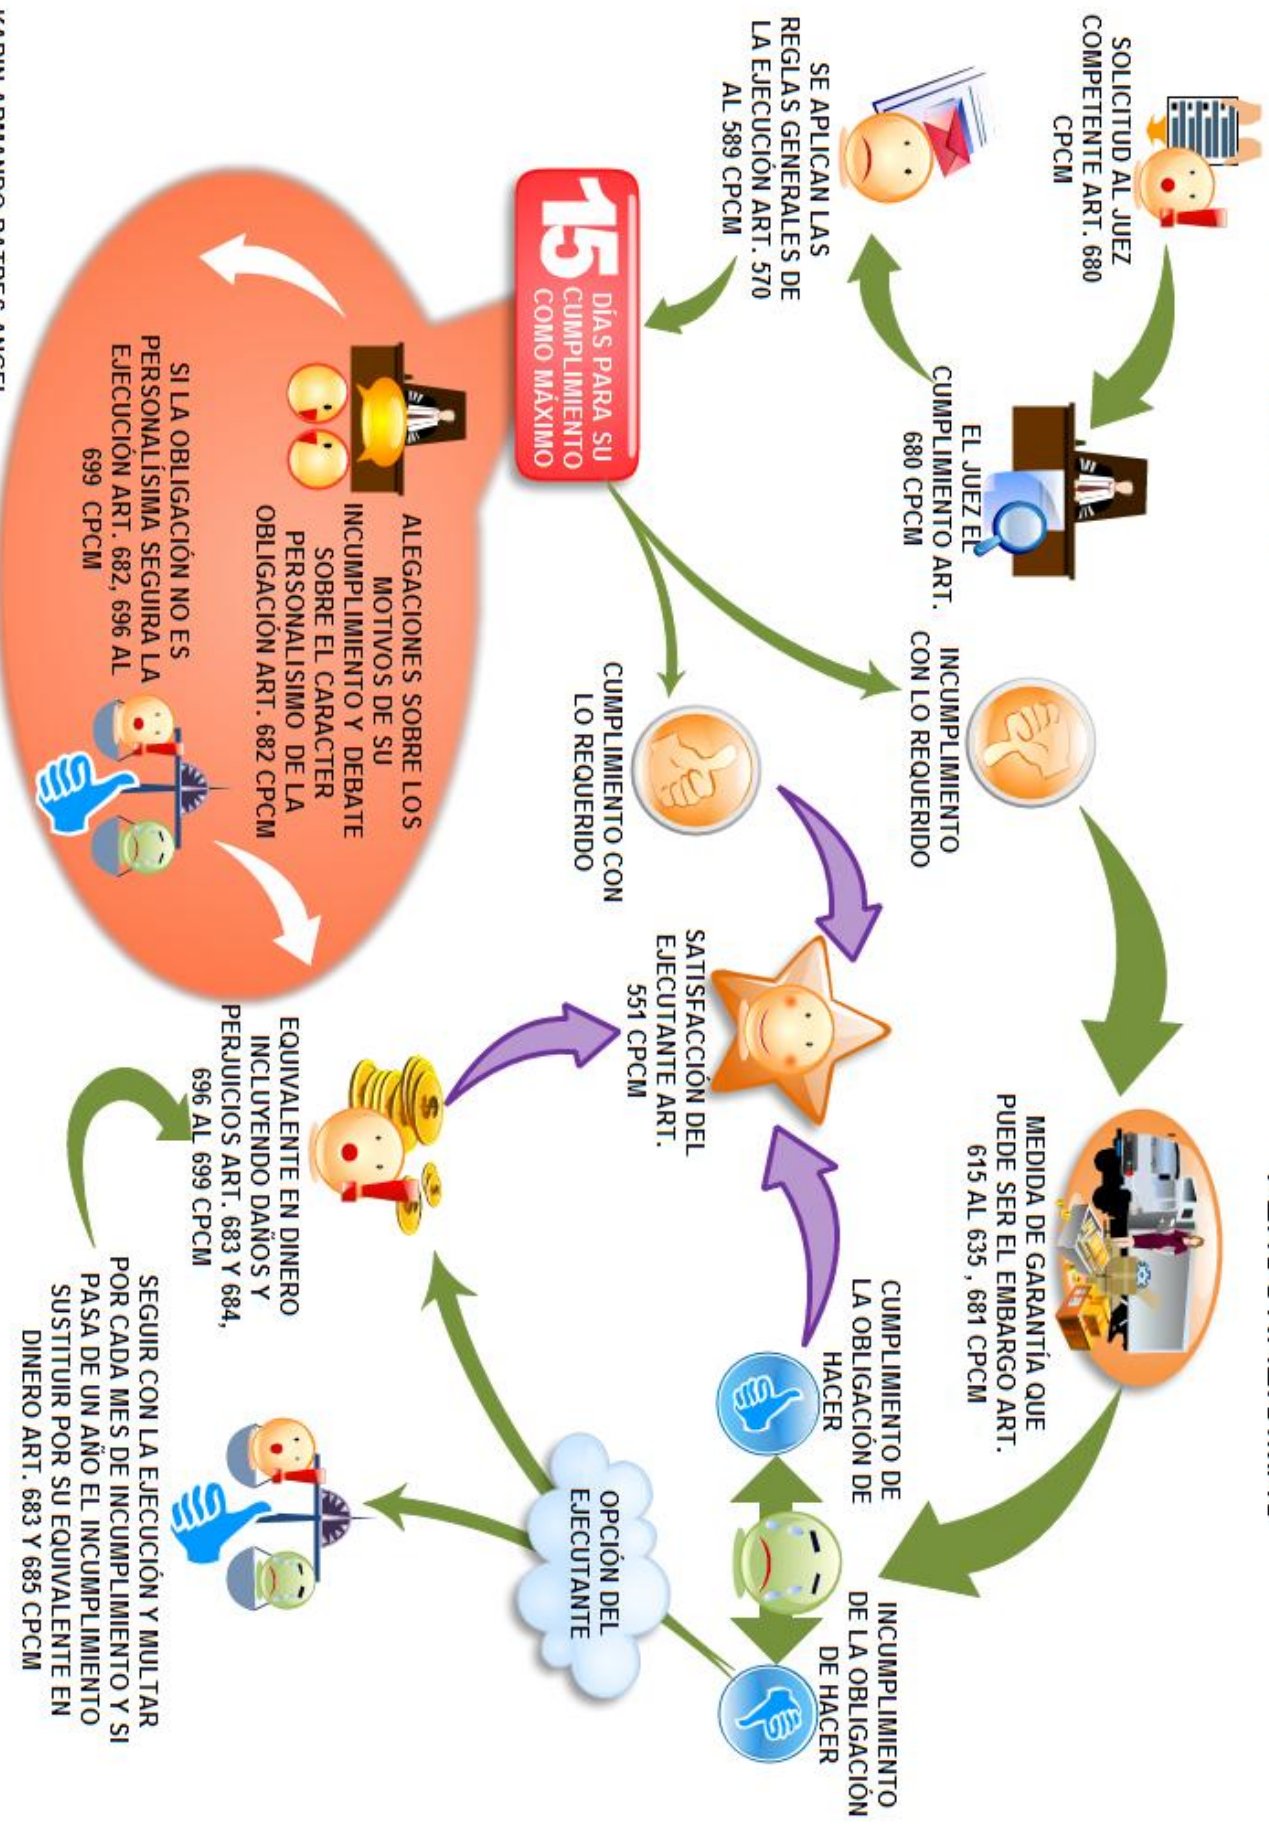 SOLICITUD AL JUEZ
COMPETENTE ART. 680
CPCM
EL JUEZ EL
CUMPLIMIENTO ART.
680 CPCM
SE APLICAN LAS
REGLAS GENERALES DE
LA EJECUCIÓN ART. 570
AL 589 CPCM
15
DÍAS PARA SU
CUMPLIMIENTO
COMO MÁXIMO
INCUMPLIMIENTO
CON LO REQUERIDO
CUMPLIMIENTO CON
LO REQUERIDO
MEDIDA DE GARANTÍA QUE
PUEDE SER EL EMBARGO ART.
615 AL 635 , 681 CPCM
SATISFACCIÓN DEL
EJECUTANTE ART.
551 CPCM
CUMPLIMIENTO DE
LA OBLIGACIÓN DE
HACER
INCUMPLIMIENTO
DE LA OBLIGACIÓN
DE HACER
OPCIÓN DEL
EJECUTANTE
ALEGACIONES SOBRE LOS
MOTIVOS DE SU
INCUMPLIMIENTO Y DEBATE
SOBRE EL CARACTER
PERSONALISIMO DE LA
OBLIGACIÓN ART. 682 CPCM
SI LA OBLIGACIÓN NO ES
PERSONALÍSIMA SEGUIRA LA
EJECUCIÓN ART. 682, 696 AL
699 CPCM
EQUIVALENTE EN DINERO
INCLUYENDO DAÑOS Y
PERJUICIOS ART. 683 Y 684,
696 AL 699 CPCM
SEGUIR CON LA EJECUCIÓN Y MULTAR
POR CADA MES DE INCUMPLIMIENTO Y SI
PASA DE UN AÑO EL INCUMPLIMIENTO
SUSTITUIR POR SU EQUIVALENTE EN
DINERO ART. 683 Y 685 CPCM